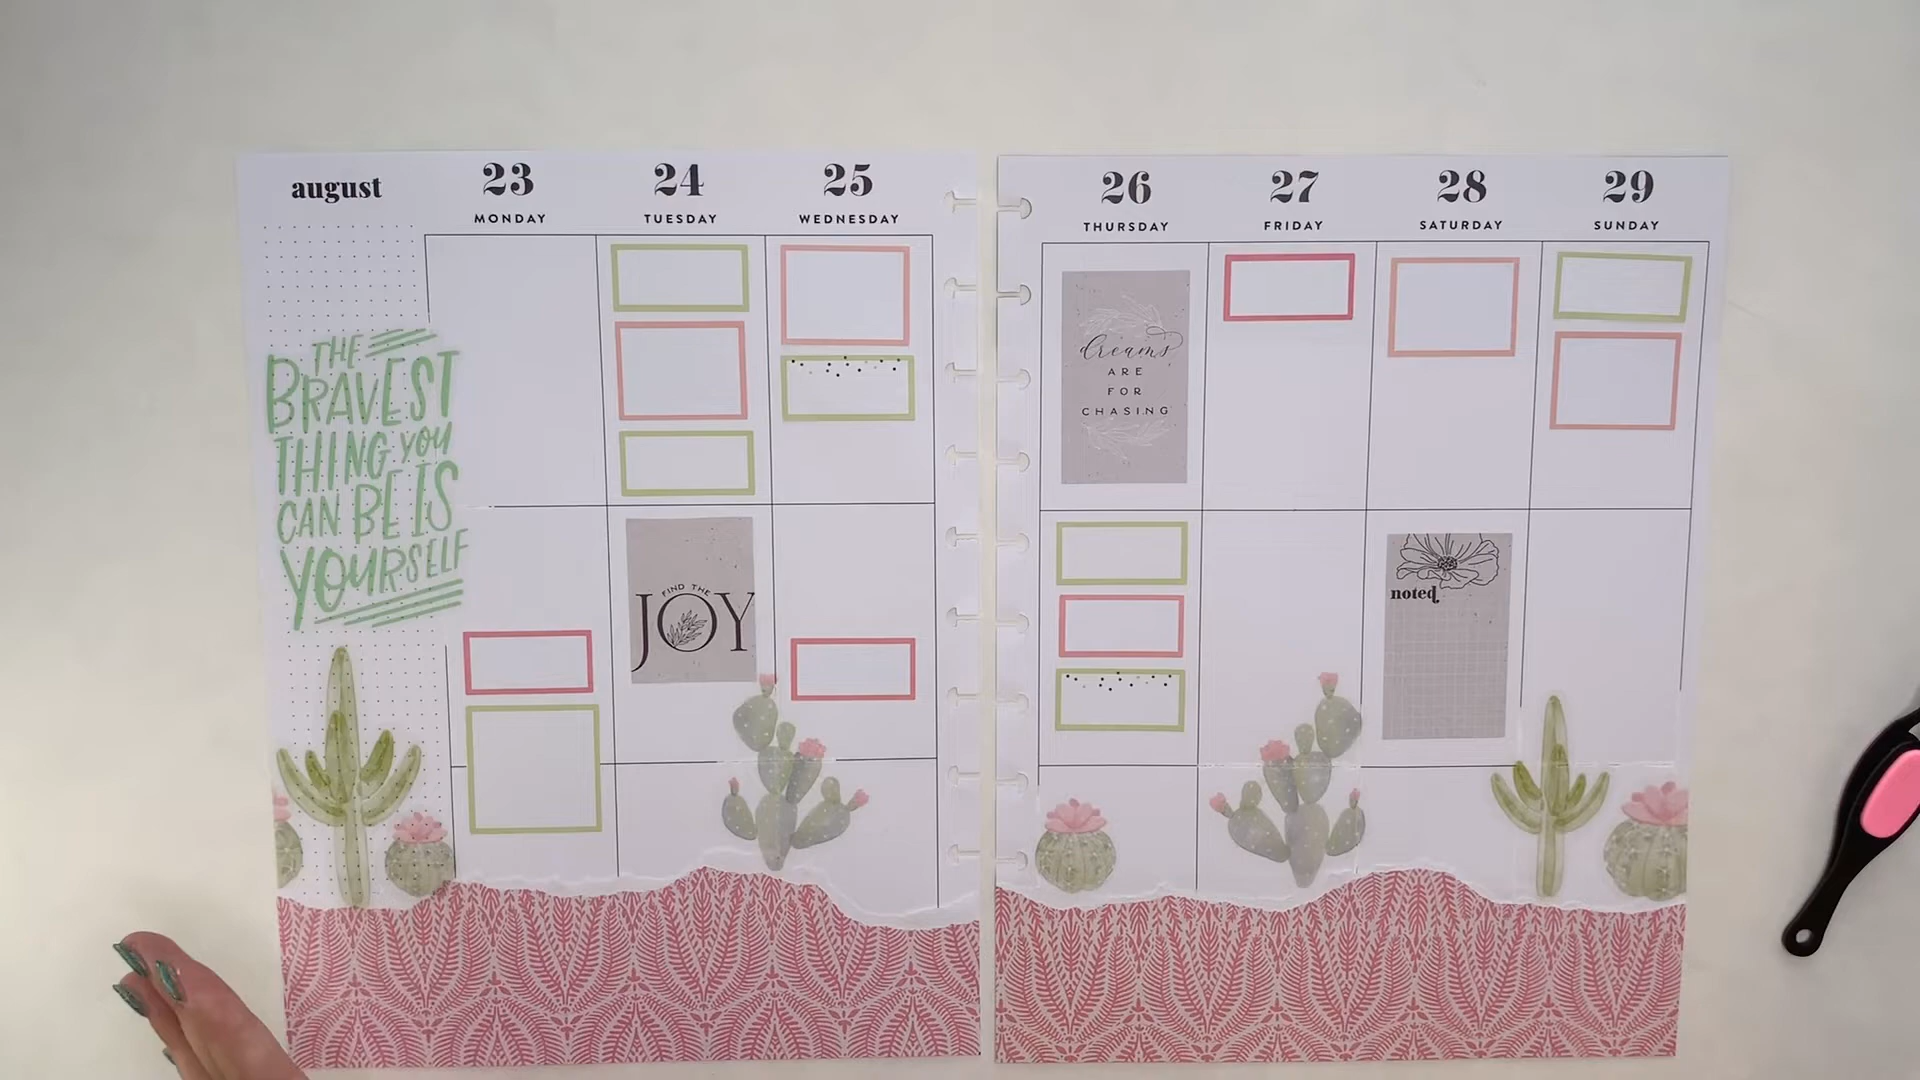 august
23
MONDAY
24
TUESDAY
25
WEDNESDAY
26
THURSDAY
27
FRIDAY
28
SATURDAY
29
SUNDAY
THE
BRAVEST
THING YOU
CAN BE IS
YOURSELF
FIND THE
JOY
dreams
ARE
FOR
CHASING
noted